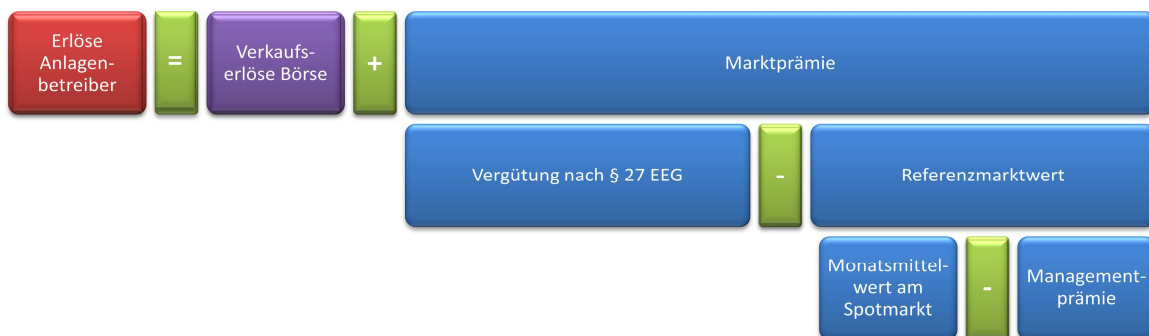 Erlöse
Anlagen-
betreiber
=
Verkaufs-
erlöse Börse
+
Marktprämie
Vergütung nach § 27 EEG
-
Referenzmarktwert
Monatsmittel-
wert am
Spotmarkt
-
Management-
prämie